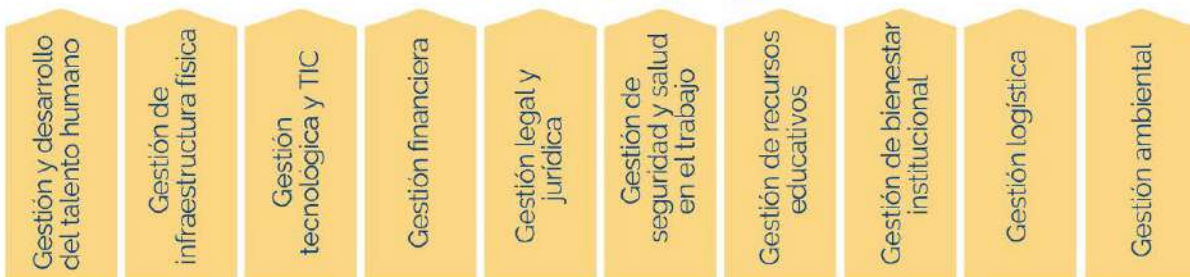 Gestión y desarrollo
del talento humano
Gestión de
infraestructura física
Gestión
tecnológica y TIC
Gestión financiera
Gestión legal y
jurídica
Gestión de
seguridad y salud
en el trabajo
Gestión de recursos
educativos
Gestión de bienestar
institucional
Gestión logística
Gestión ambiental